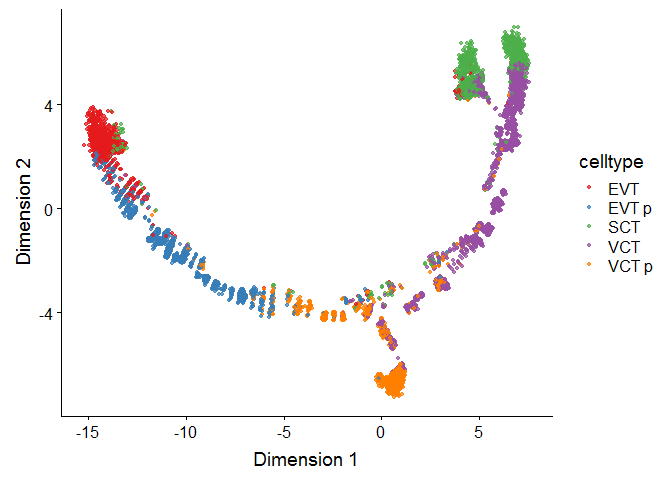 4
0
-4
Dimension 2
-15
-10
-5
0
5
Dimension 1
celltype
EVT
EVT p
SCT
VCT
VCT p